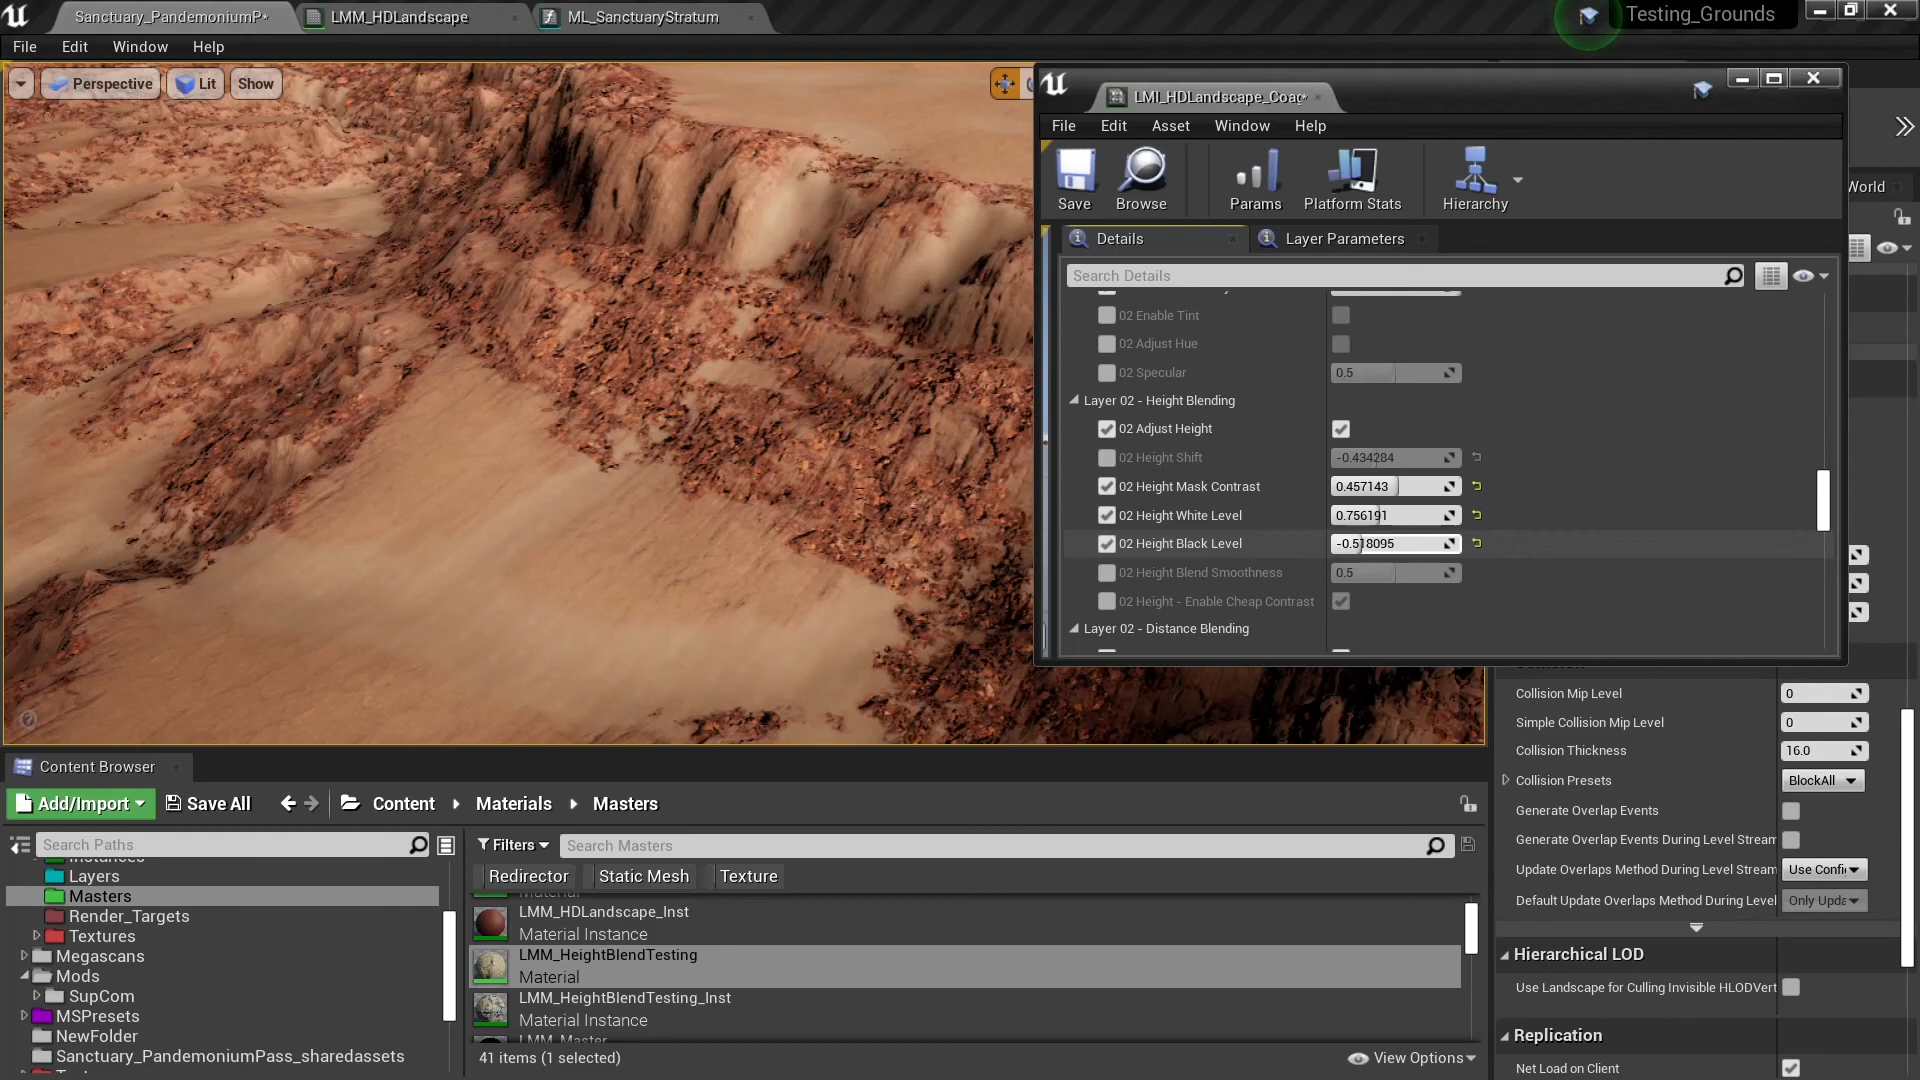 Sanctuary_PandemoniumP*
LMM_HDLandscape
ML_SanctuaryStratum
Testing_Grounds
File Edit Window Help
Perspective
Lit
Show
LMI_HDLandscape_Coag*
File Edit Asset Window Help
Save
Browse
Params
Platform Stats
Hierarchy
World
Details
Layer Parameters
Search Details
02 Enable Tint
02 Adjust Hue
02 Specular 0.5
Layer 02 - Height Blending
02 Adjust Height
02 Height Shift -0.434284
02 Height Mask Contrast 0.457143
02 Height White Level 0.756191
02 Height Black Level -0.518095
02 Height Blend Smoothness 0.5
02 Height - Enable Cheap Contrast
Layer 02 - Distance Blending
Collision Mip Level 0
Simple Collision Mip Level 0
Collision Thickness 16.0
Collision Presets BlockAll
Generate Overlap Events
Generate Overlap Events During Level Stream
Update Overlaps Method During Level Stream Use Confi
Default Update Overlaps Method During Level Only Upda
Hierarchical LOD
Use Landscape for Culling Invisible HLODVert
Replication
Net Load on Client
Content Browser
Add/Import
Save All
Content
Materials
Masters
Search Paths
Filters
Search Masters
Redirector
Static Mesh
Texture
Instances
Layers
Masters
Render_Targets
Textures
Megascans
Mods
SupCom
MSPresets
NewFolder
Sanctuary_PandemoniumPass_sharedassets
Material
LMM_HDLandscape_Inst
Material Instance
LMM_HeightBlendTesting
Material
LMM_HeightBlendTesting_Inst
Material Instance
LMM_Master
41 items (1 selected)
View Options